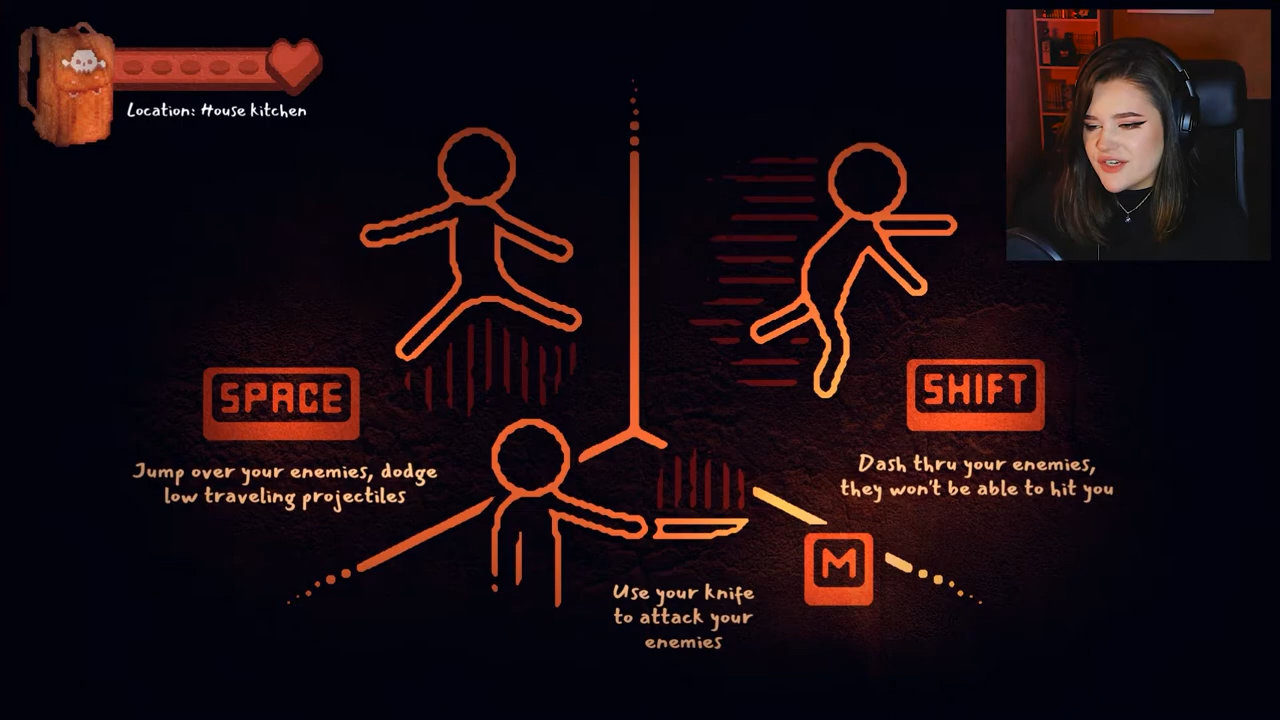 Location: House kitchen
SPACE
Jump over your enemies, dodge
low traveling projectiles
SHIFT
Dash thru your enemies,
they won't be able to hit you
M
Use your knife
to attack your
enemies